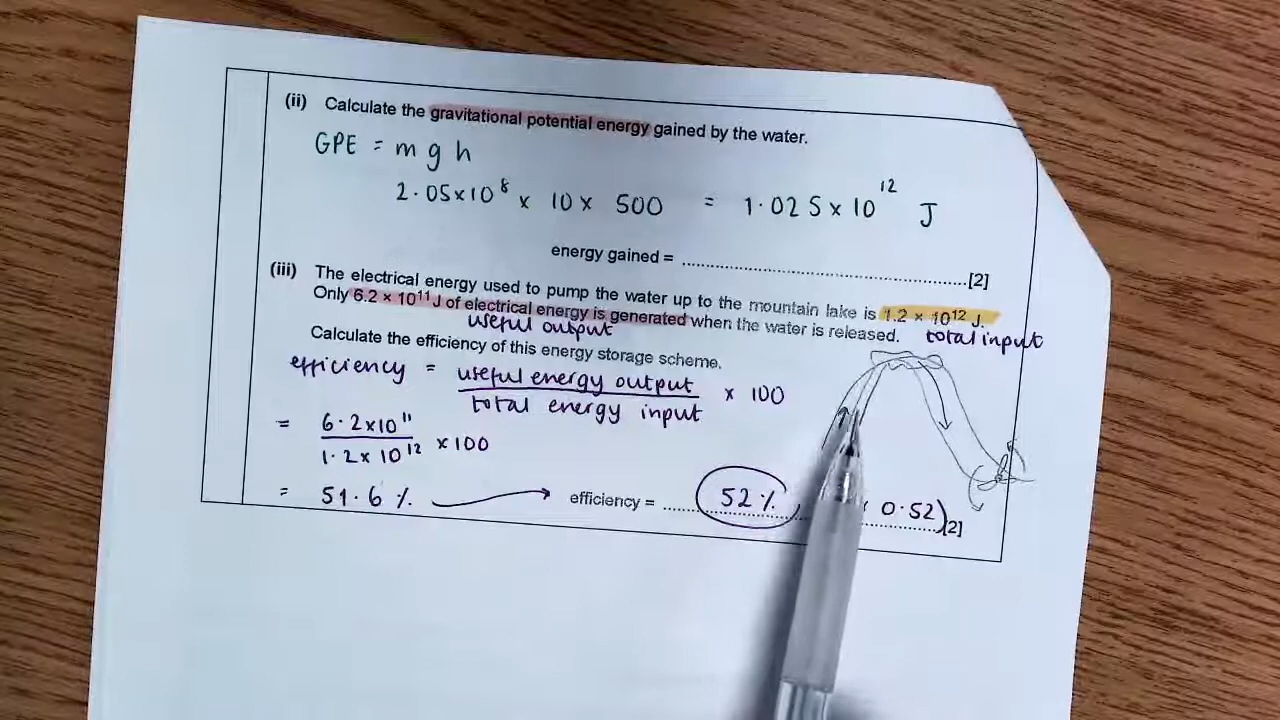 (ii) Calculate the gravitational potential energy gained by the water.
GPE = m g h
2.05×10⁸ × 10 × 500 = 1.025 × 10¹² J
energy gained = ........................................[2]
(iii) The electrical energy used to pump the water up to the mountain lake is 1.2 × 10¹² J.
Only 6.2 × 10¹¹ J of electrical energy is generated when the water is released.
useful output
total input
Calculate the efficiency of this energy storage scheme.
efficiency = useful energy output × 100
total energy input
= 6.2×10¹¹ × 100
1.2×10¹²
= 51.6 %. efficiency = ........ 52% ........ 0.52) [2]